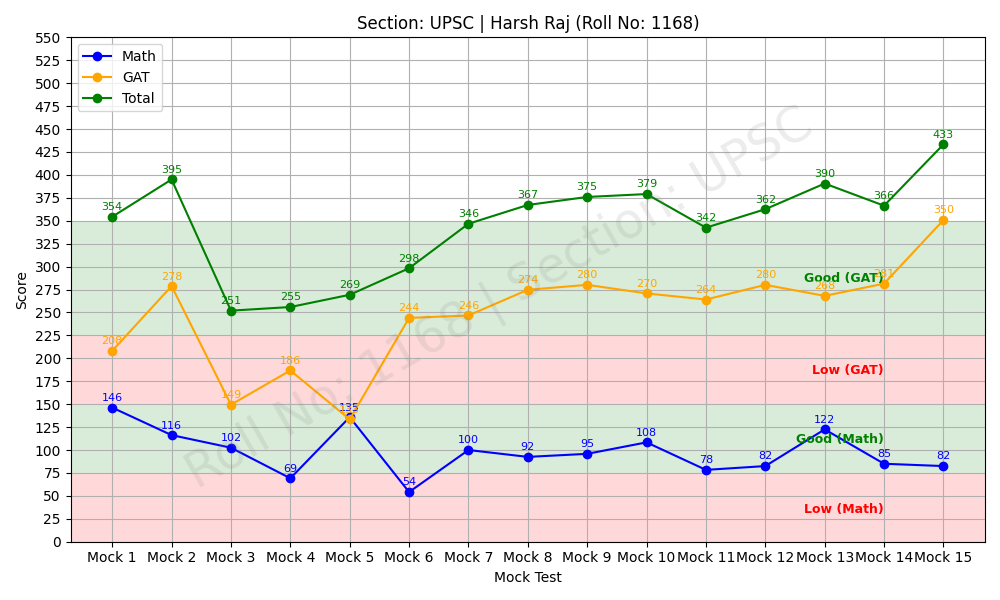 Section: UPSC | Harsh Raj (Roll No: 1168)
Math
GAT
Total
Score
550
525
500
475
450
425
400
375
350
325
300
275
250
225
200
175
150
125
100
75
50
25
0
354 395 251 255 269 298 346 367 375 379 342 362 390 366 433
208 278 149 186 244 246 274 280 270 264 280 268 281 350
146 116 102 69 135 54 100 92 95 108 78 82 122 85 82
Good (GAT)
Low (GAT)
Good (Math)
Low (Math)
Roll No: 1168 | Section: UPSC
Mock 1 Mock 2 Mock 3 Mock 4 Mock 5 Mock 6 Mock 7 Mock 8 Mock 9 Mock 10 Mock 11 Mock 12 Mock 13 Mock 14 Mock 15
Mock Test